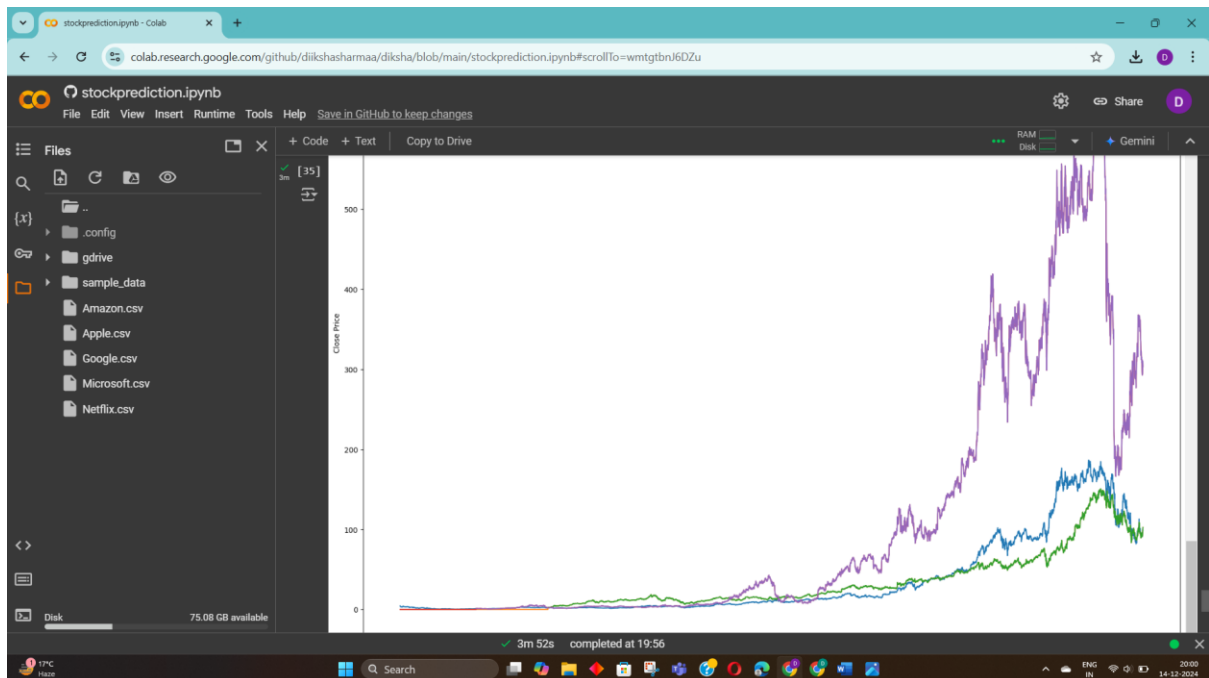 stockprediction.ipynb - Colab
colab.research.google.com/github/diikshasharmaa/diksha/blob/main/stockprediction.ipynb#scrollTo=wmtgtbnJ6DZu
D
CO
stockprediction.ipynb
File Edit View Insert Runtime Tools Help Save in GitHub to keep changes
Share
D
Files
+ Code + Text Copy to Drive
RAM
Disk
Gemini
[35]
3m
{x}
..
.config
gdrive
sample_data
Amazon.csv
Apple.csv
Google.csv
Microsoft.csv
Netflix.csv
500
400
300
200
100
0
Close Price
Disk 75.08 GB available
3m 52s completed at 19:56
1
17°C
Haze
Search
ENG
IN
20:00
14-12-2024